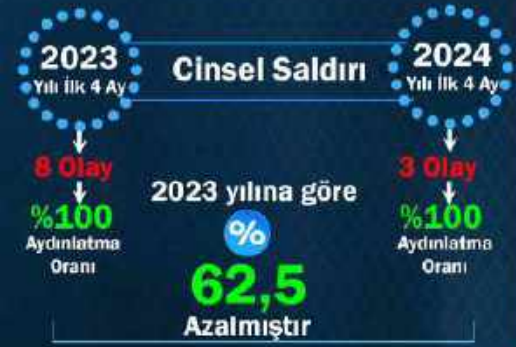 2023
Yılı İlk 4 Ay
Cinsel Saldırı
2024
Yılı İlk 4 Ay
8 Olay
%100
Aydınlatma
Oranı
2023 yılına göre
%
62,5
Azalmıştır
3 Olay
%100
Aydınlatma
Oranı